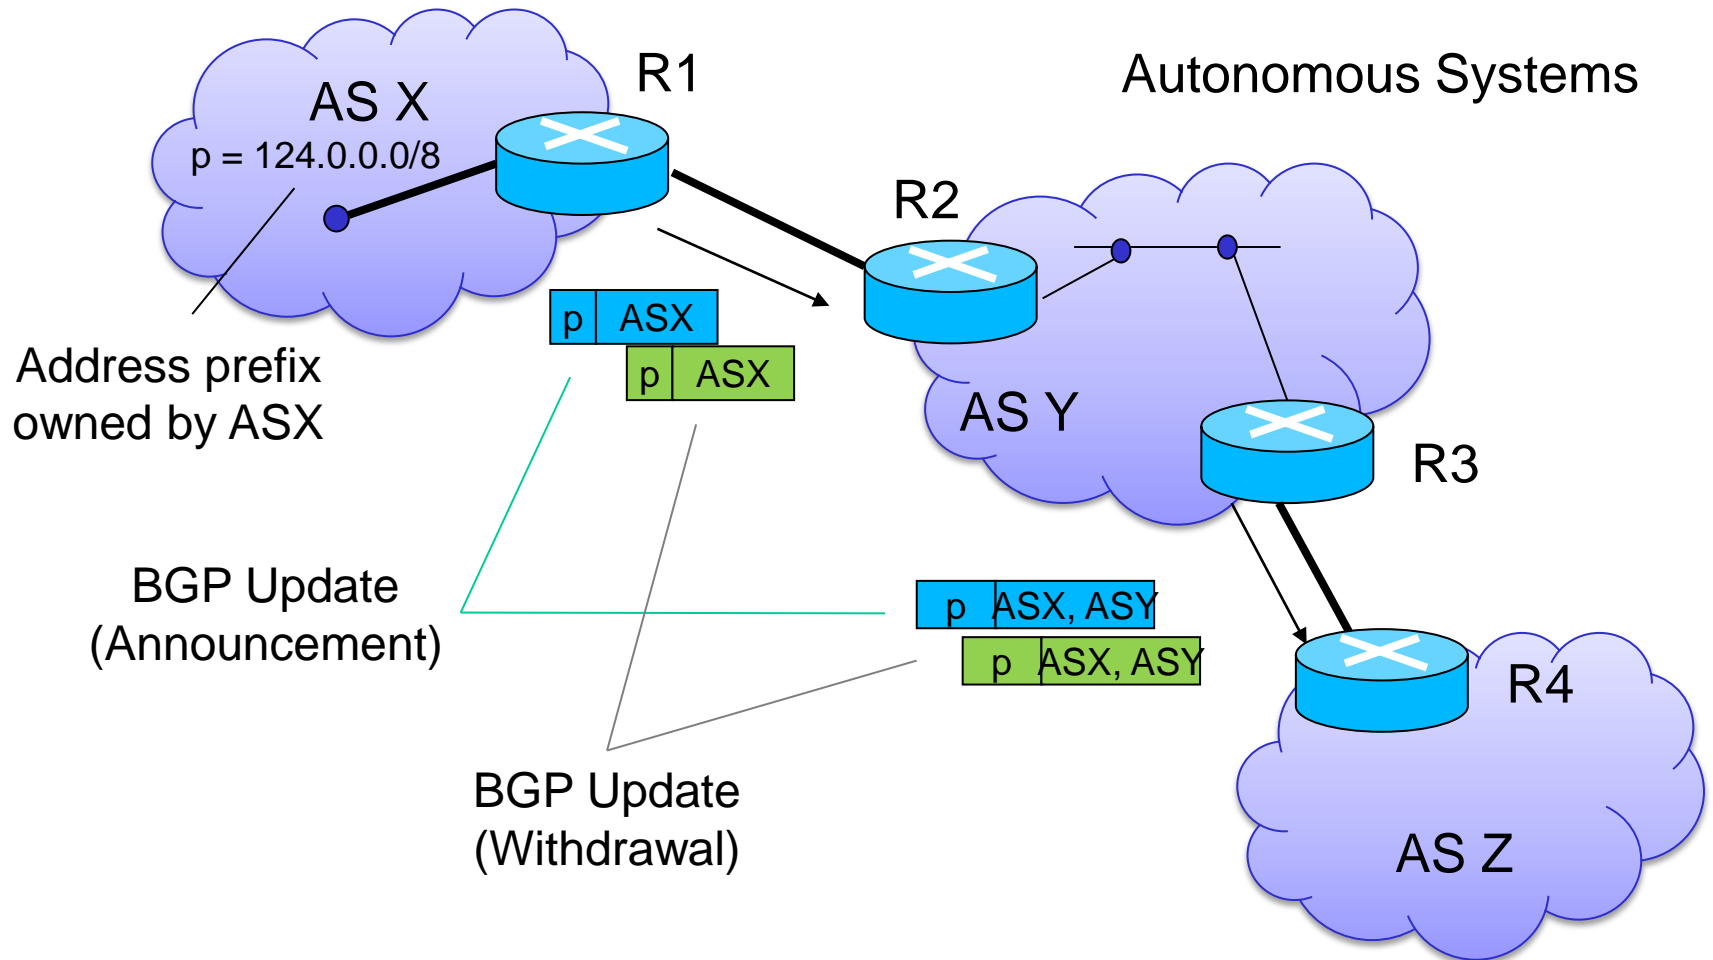 R1
Autonomous Systems
AS X
p = 124.0.0.0/8
R2
p ASX
p ASX
Address prefix
owned by ASX
AS Y
R3
BGP Update
(Announcement)
p ASX, ASY
p ASX, ASY
R4
BGP Update
(Withdrawal)
AS Z